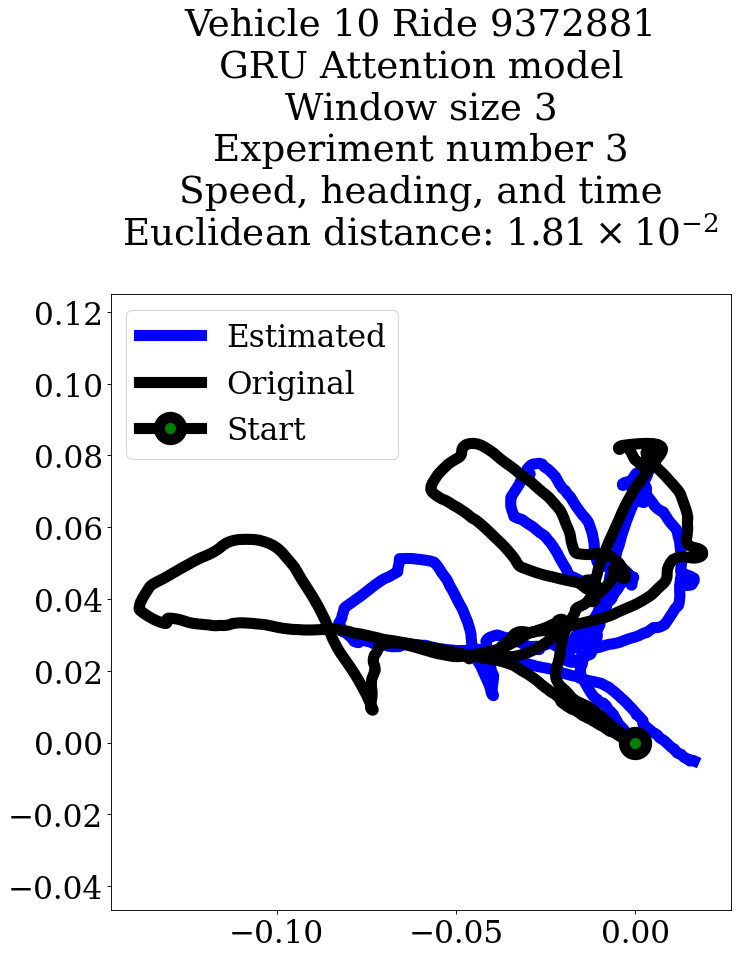 Vehicle 10 Ride 9372881
GRU Attention model
Window size 3
Experiment number 3
Speed, heading, and time
Euclidean distance: 1.81 × 10⁻²
0.12
0.10
0.08
0.06
0.04
0.02
0.00
−0.02
−0.04
Estimated
Original
Start
−0.10
−0.05
0.00